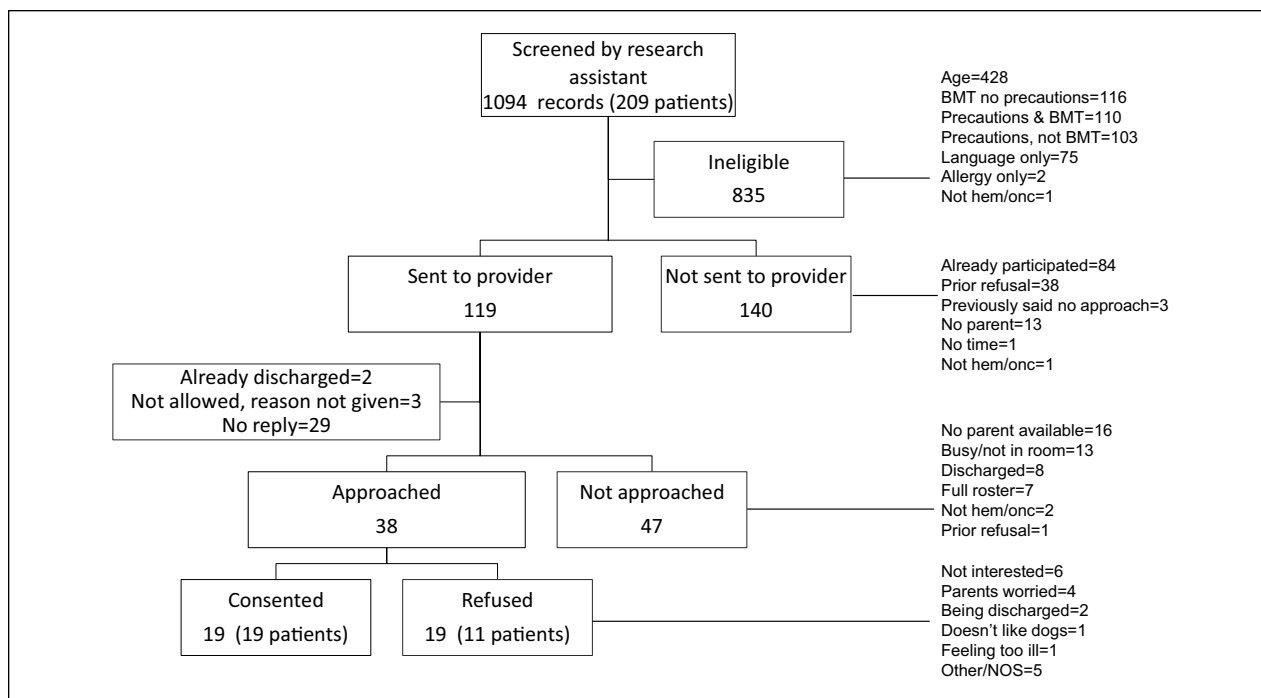 Screened by research
assistant
1094 records (209 patients)
Age=428
BMT no precautions=116
Precautions & BMT=110
Precautions, not BMT=103
Language only=75
Allergy only=2
Not hem/onc=1
Ineligible
835
Sent to provider
119
Not sent to provider
140
Already participated=84
Prior refusal=38
Previously said no approach=3
No parent=13
No time=1
Not hem/onc=1
Already discharged=2
Not allowed, reason not given=3
No reply=29
Approached
38
Not approached
47
No parent available=16
Busy/not in room=13
Discharged=8
Full roster=7
Not hem/onc=2
Prior refusal=1
Consented
19 (19 patients)
Refused
19 (11 patients)
Not interested=6
Parents worried=4
Being discharged=2
Doesn't like dogs=1
Feeling too ill=1
Other/NOS=5